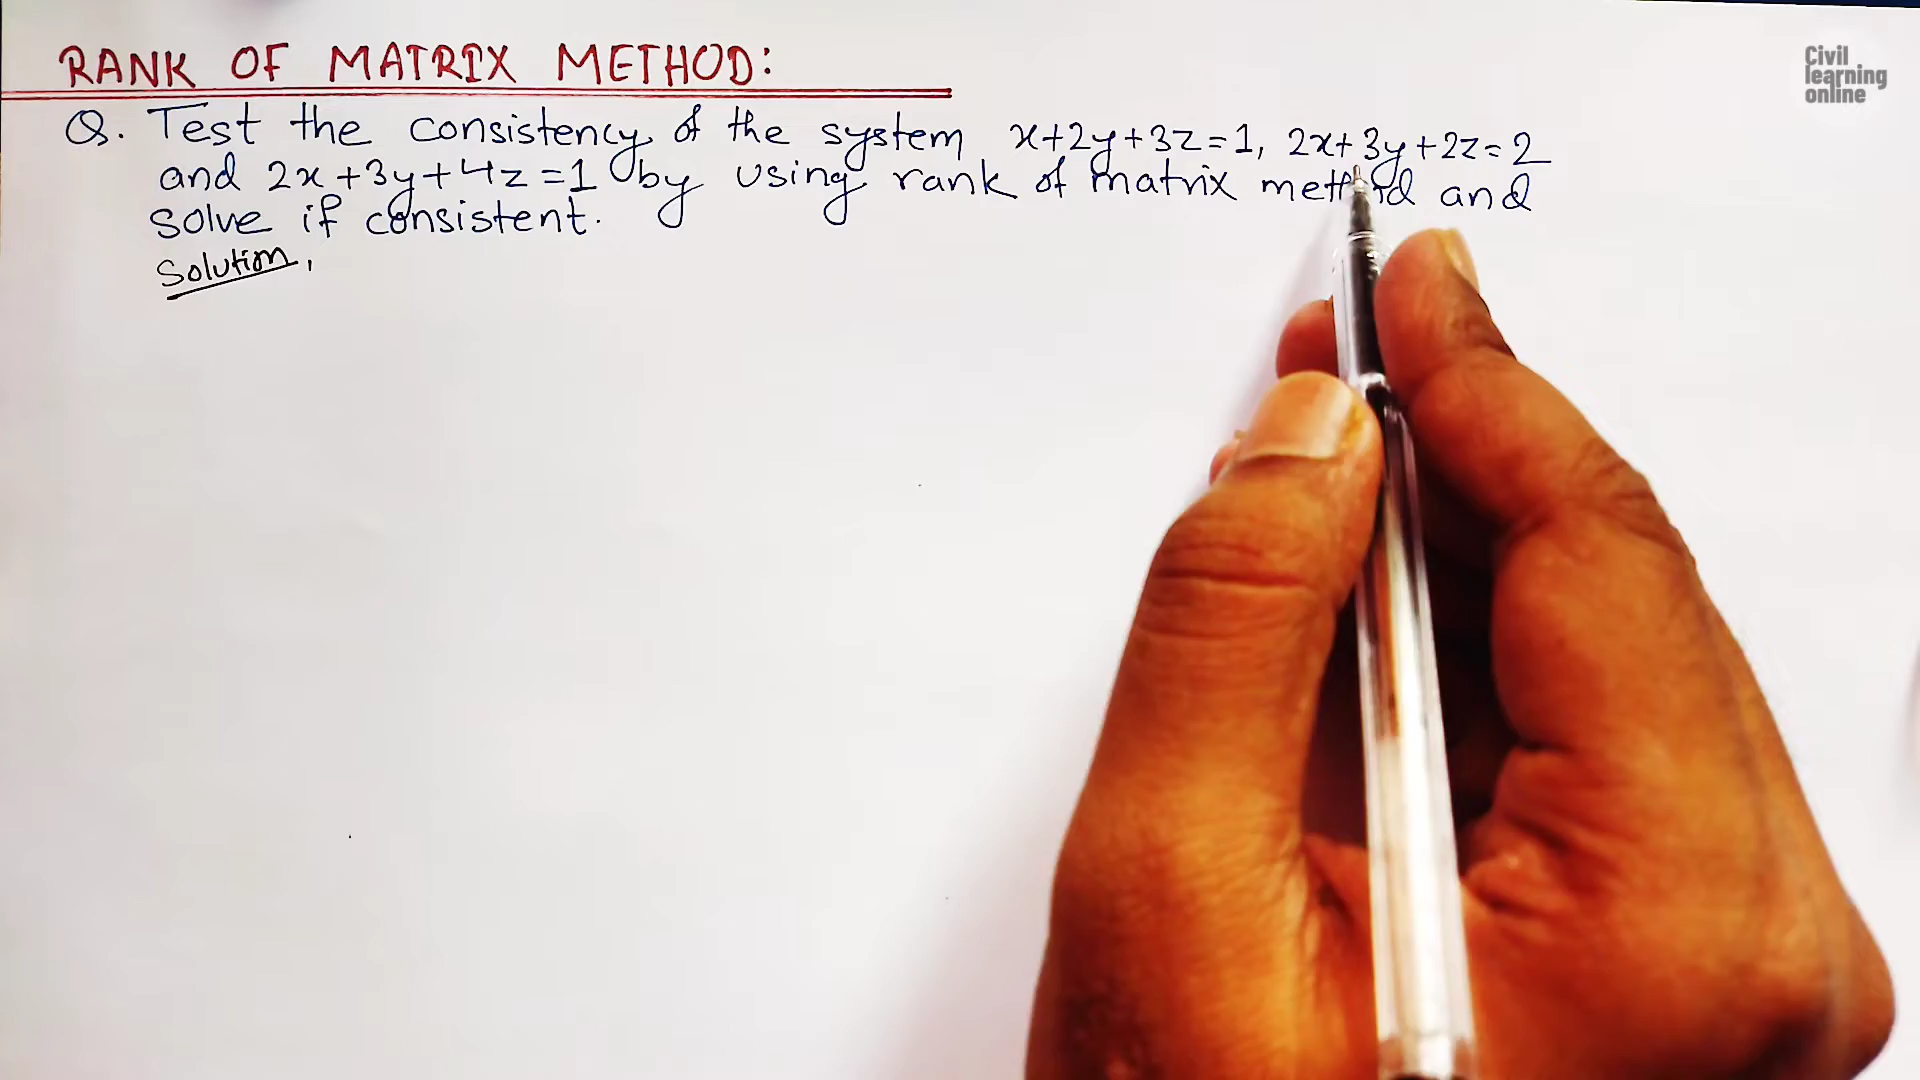 RANK OF MATRIX METHOD:
Civil
learning
online
Q. Test the consistency of the system x+2y+3z=1, 2x+3y+2z=2
and 2x+3y+4z=1 by using rank of matrix method and
solve if consistent.
Solution,